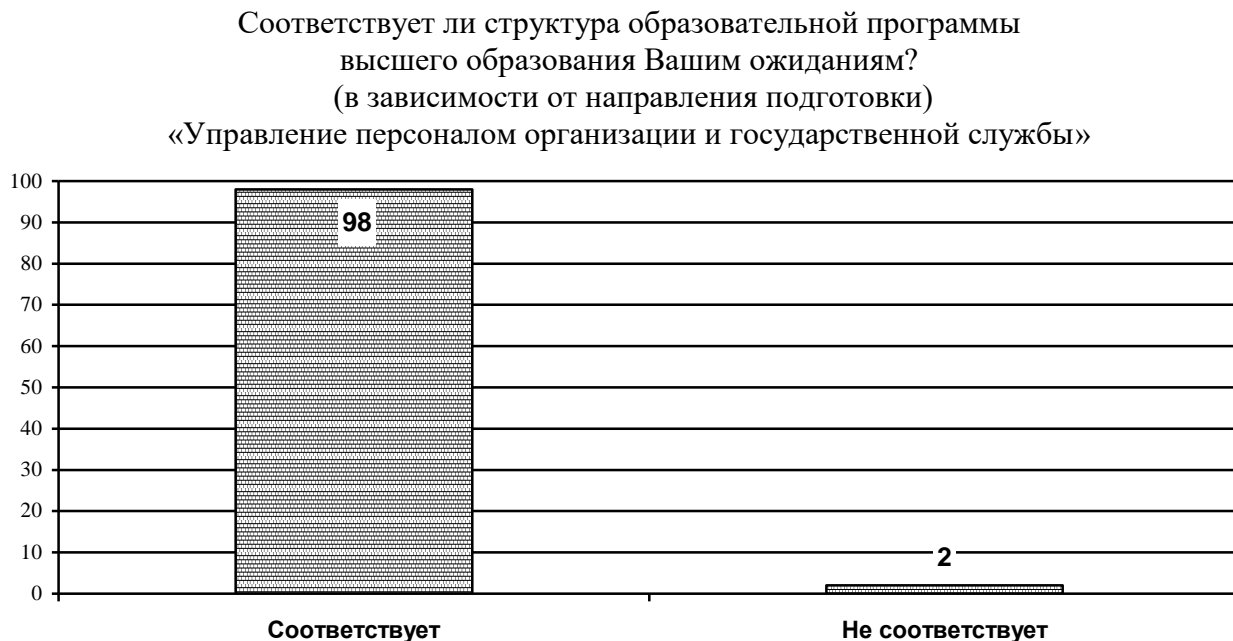 Соответствует ли структура образовательной программы
высшего образования Вашим ожиданиям?
(в зависимости от направления подготовки)
«Управление персоналом организации и государственной службы»
100
90
80
70
60
50
40
30
20
10
0
98
2
Соответствует
Не соответствует